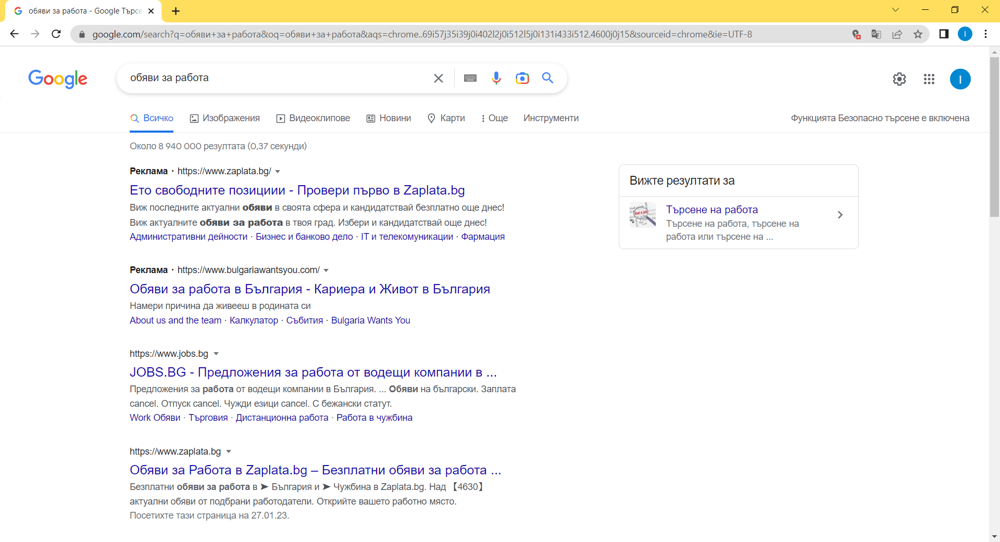 обяви за работа - Google Търсе
google.com/search?q=обяви+за+работа&oq=обяви+за+работа&aqs=chrome..69i57j35i39j0i402l2j0i512l5j0i131i433i512.4600j0j15&sourceid=chrome&ie=UTF-8
I
Google
обяви за работа
I
Всичко Изображения Видеоклипове Новини Карти Още Инструменти Функцията Безопасно търсене е включена
Около 8 940 000 резултата (0,37 секунди)
Реклама · https://www.zaplata.bg/
Ето свободните позициии - Провери първо в Zaplata.bg
Виж последните актуални обяви в своята сфера и кандидатствай безплатно още днес!
Виж актуалните обяви за работа в твоя град. Избери и кандидатствай още днес!
Административни дейности · Бизнес и банково дело · IT и телекомуникации · Фармация
Реклама · https://www.bulgariawantsyou.com/
Обяви за работа в България - Кариера и Живот в България
Намери причина да живееш в родината си
About us and the team · Калкулатор · Събития · Bulgaria Wants You
https://www.jobs.bg
JOBS.BG - Предложения за работа от водещи компании в ...
Предложения за работа от водещи компании в България. ... Обяви на български. Заплата
cancel. Отпуск cancel. Чужди езици cancel. С бежански статут.
Work Обяви · Търговия · Дистанционна работа · Работа в чужбина
https://www.zaplata.bg
Обяви за Работа в Zaplata.bg – Безплатни обяви за работа ...
Безплатни обяви за работа в ➤ България и ➤ Чужбина в Zaplata.bg. Над 【4630】
актуални обяви от подбрани работодатели. Открийте вашето работно място.
Посетихте тази страница на 27.01.23.
Вижте резултати за
Търсене на работа
Търсене на работа, търсене на
работа или търсене на ...